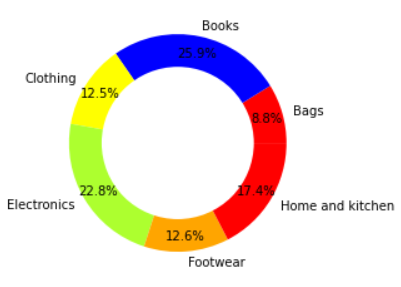 Books
25.9%
Clothing
12.5%
Bags
8.8%
Electronics
22.8%
17.4%
Home and kitchen
12.6%
Footwear